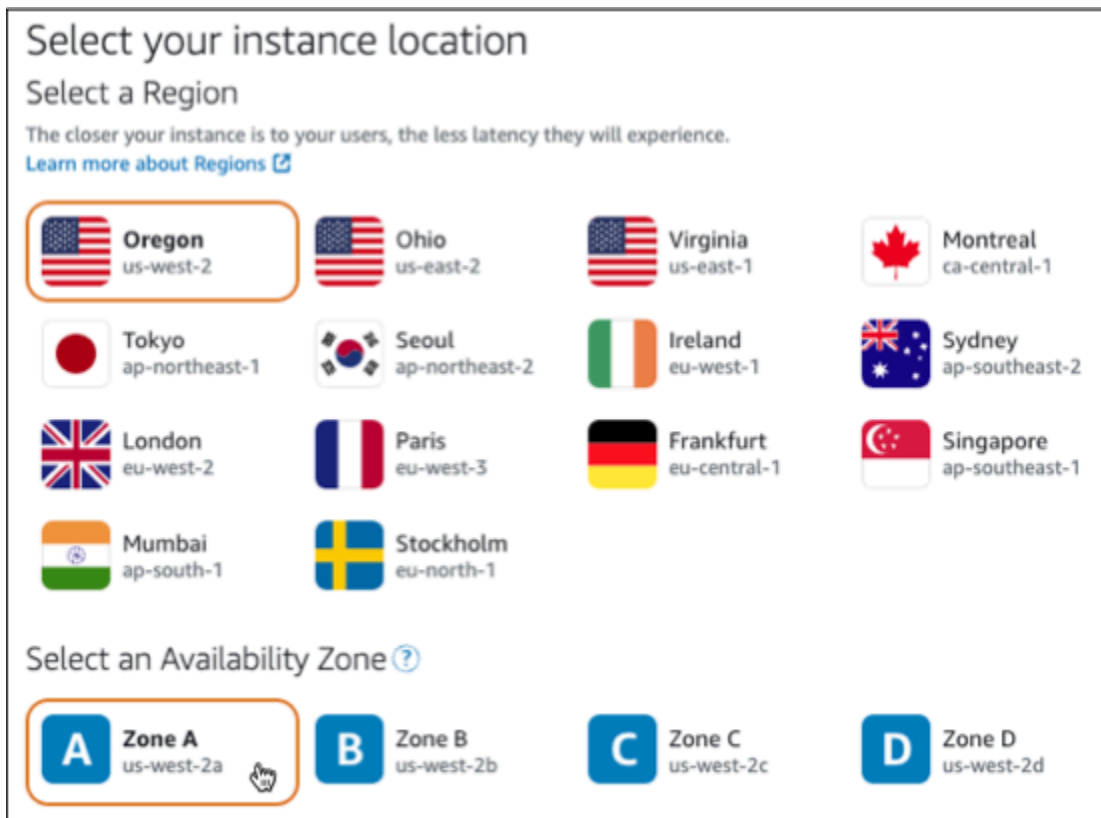 Select your instance location
Select a Region
The closer your instance is to your users, the less latency they will experience.
Learn more about Regions
Oregon
us-west-2
Ohio
us-east-2
Virginia
us-east-1
Montreal
ca-central-1
Tokyo
ap-northeast-1
Seoul
ap-northeast-2
Ireland
eu-west-1
Sydney
ap-southeast-2
London
eu-west-2
Paris
eu-west-3
Frankfurt
eu-central-1
Singapore
ap-southeast-1
Mumbai
ap-south-1
Stockholm
eu-north-1
Select an Availability Zone ?
A
Zone A
us-west-2a
B
Zone B
us-west-2b
C
Zone C
us-west-2c
D
Zone D
us-west-2d